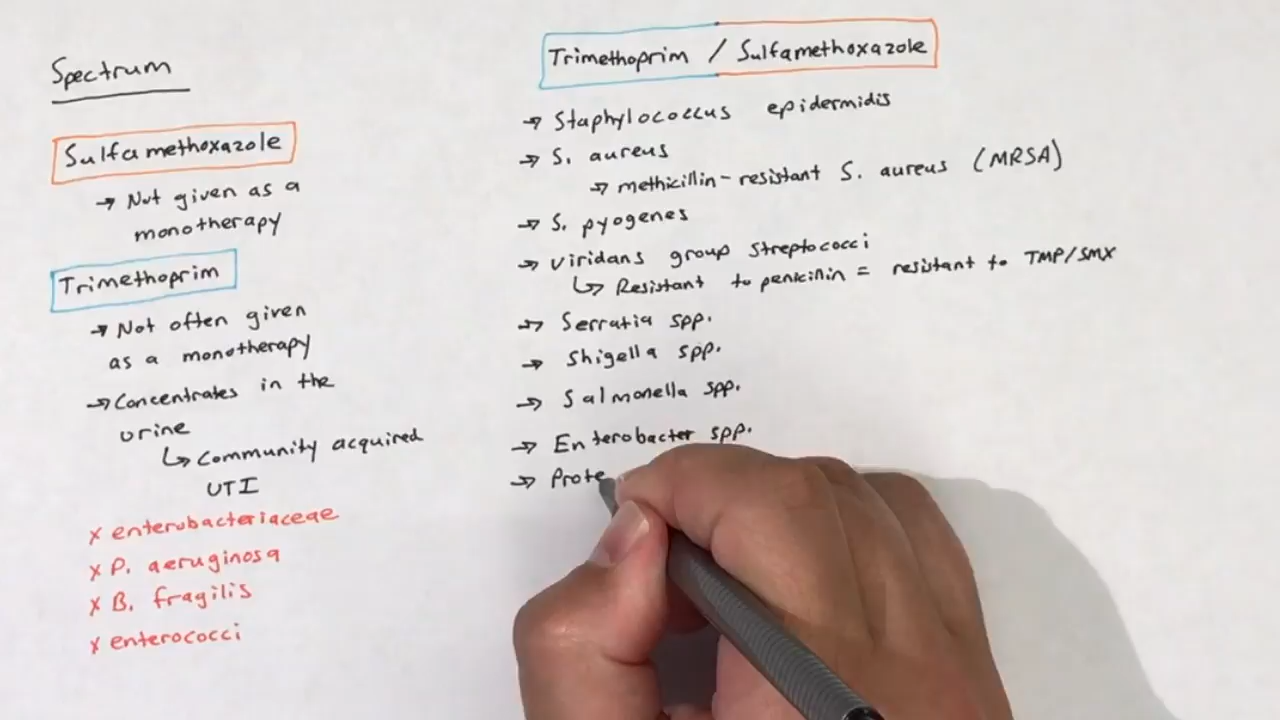 Spectrum
Sulfamethoxazole
→ Not given as a
monotherapy
Trimethoprim
→ Not often given
as a monotherapy
→ Concentrates in the
urine
↳ Community acquired
UTI
x enterobacteriaceae
x P. aeruginosa
x B. fragilis
x enterococci
Trimethoprim / Sulfamethoxazole
→ Staphylococcus epidermidis
→ S. aureus
→ methicillin-resistant S. aureus (MRSA)
→ S. pyogenes
→ Viridans group streptococci
↳ Resistant to penicillin = resistant to TMP/SMX
→ Serratia spp.
→ Shigella spp.
→ Salmonella spp.
→ Enterobacter spp.
→ Prote